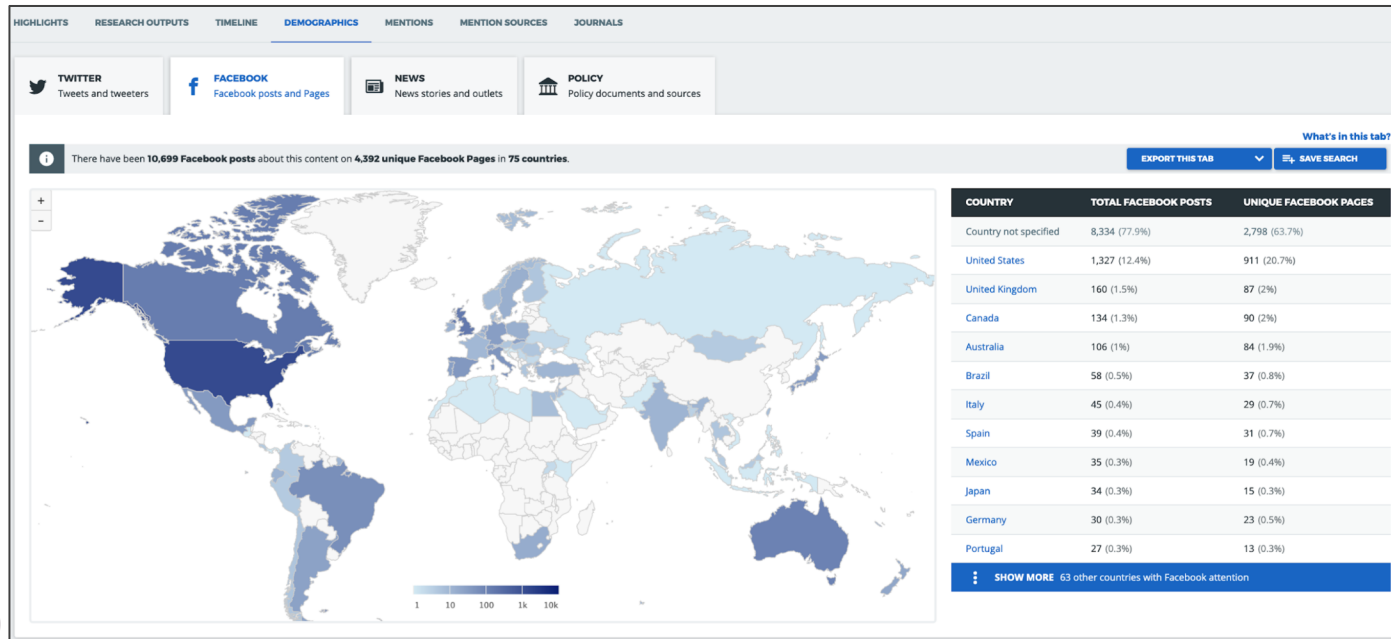 HIGHLIGHTS RESEARCH OUTPUTS TIMELINE DEMOGRAPHICS MENTIONS MENTION SOURCES JOURNALS
TWITTER
Tweets and tweeters
FACEBOOK
Facebook posts and Pages
NEWS
News stories and outlets
POLICY
Policy documents and sources
What's in this tab?
There have been 10,699 Facebook posts about this content on 4,392 unique Facebook Pages in 75 countries.
EXPORT THIS TAB
SAVE SEARCH
+
-
1 10 100 1k 10k
COUNTRY TOTAL FACEBOOK POSTS UNIQUE FACEBOOK PAGES
Country not specified 8,334 (77.9%) 2,798 (63.7%)
United States 1,327 (12.4%) 911 (20.7%)
United Kingdom 160 (1.5%) 87 (2%)
Canada 134 (1.3%) 90 (2%)
Australia 106 (1%) 84 (1.9%)
Brazil 58 (0.5%) 37 (0.8%)
Italy 45 (0.4%) 29 (0.7%)
Spain 39 (0.4%) 31 (0.7%)
Mexico 35 (0.3%) 19 (0.4%)
Japan 34 (0.3%) 15 (0.3%)
Germany 30 (0.3%) 23 (0.5%)
Portugal 27 (0.3%) 13 (0.3%)
SHOW MORE 63 other countries with Facebook attention